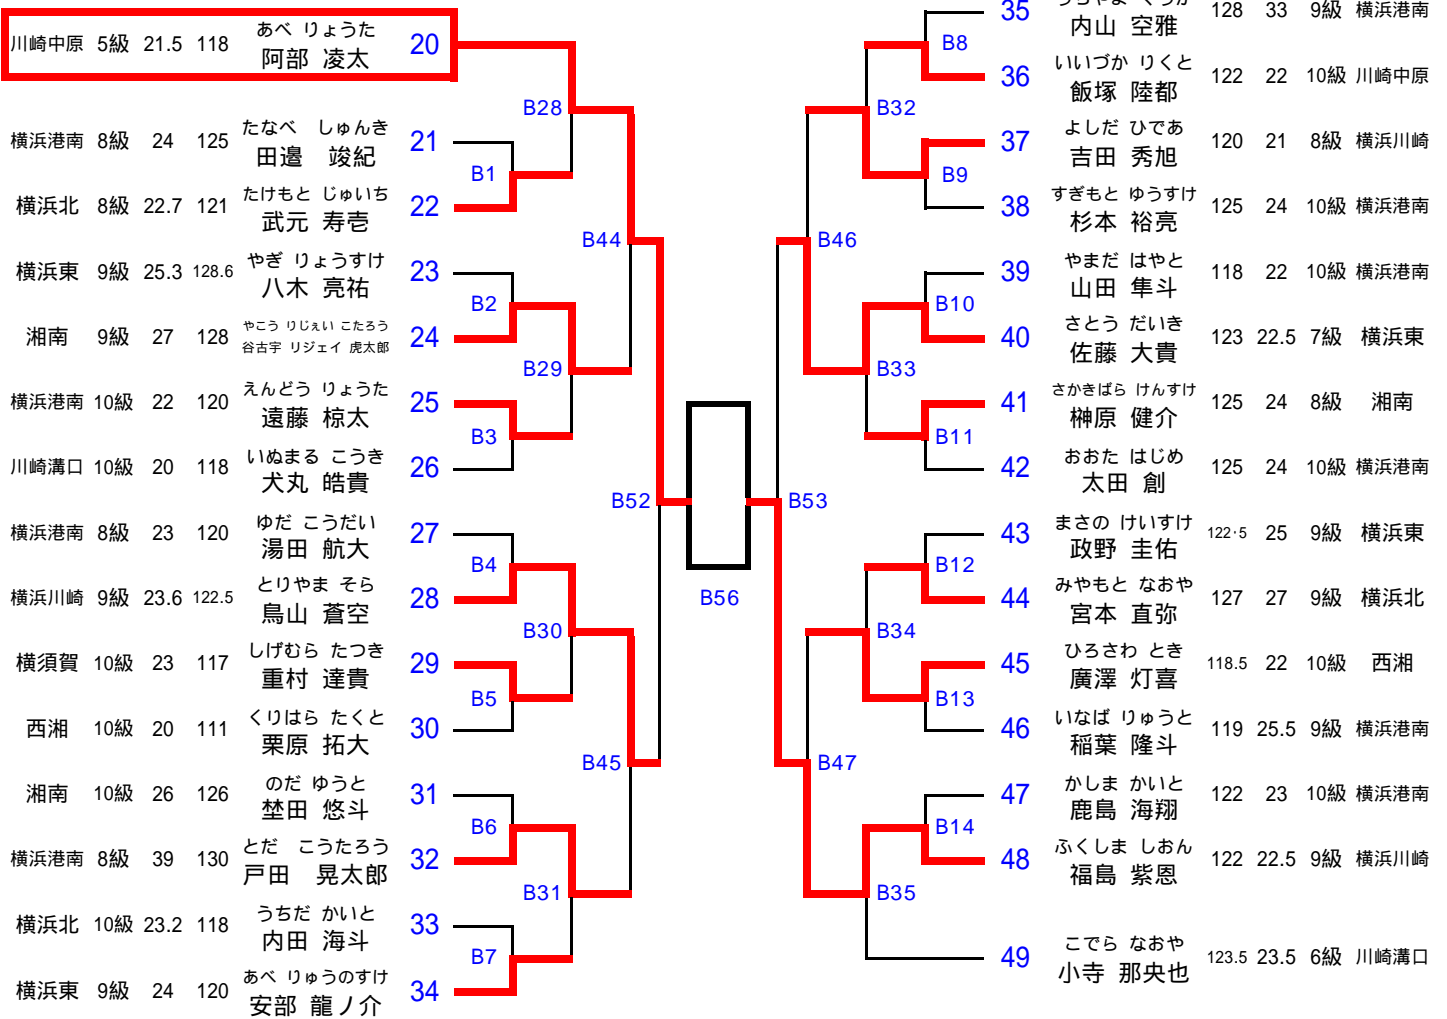 川崎中原 5級 21.5 118 あべ りょうた 20
阿部 凌太
横浜港南 8級 24 125 たなべ しゅんき 21
田邉 竣紀
横浜北 8級 22.7 121 たけもと じゅいち 22
武元 寿壱
横浜東 9級 25.3 128.6 やぎ りょうすけ 23
八木 亮祐
湘南 9級 27 128 やこう りじぇい こたろう 24
谷古宇 リジェイ 虎太郎
横浜港南 10級 22 120 えんどう りょうた 25
遠藤 椋太
川崎溝口 10級 20 118 いぬまる こうき 26
犬丸 皓貴
横浜港南 8級 23 120 ゆだ こうだい 27
湯田 航大
横浜川崎 9級 23.6 122.5 とりやま そら 28
鳥山 蒼空
横須賀 10級 23 117 しげむら たつき 29
重村 達貴
西湘 10級 20 111 くりはら たくと 30
栗原 拓大
湘南 10級 26 126 のだ ゆうと 31
埜田 悠斗
横浜港南 8級 39 130 とだ こうたろう 32
戸田 晃太郎
横浜北 10級 23.2 118 うちだ かいと 33
内田 海斗
横浜東 9級 24 120 あべ りゅうのすけ 34
安部 龍ノ介
B28
B1
B44
B2
B29
B3
B52
B4
B30
B5
B45
B6
B31
B7
B56
B8
B32
B9
B46
B10
B33
B11
B53
B12
B34
B13
B47
B14
B35
35 128 33 9級 横浜港南
内山 空雅
36 いいづか りくと 122 22 10級 川崎中原
飯塚 陸都
37 よしだ ひであ 120 21 8級 横浜川崎
吉田 秀旭
38 すぎもと ゆうすけ 125 24 10級 横浜港南
杉本 裕亮
39 やまだ はやと 118 22 10級 横浜港南
山田 隼斗
40 さとう だいき 123 22.5 7級 横浜東
佐藤 大貴
41 さかきばら けんすけ 125 24 8級 湘南
榊原 健介
42 おおた はじめ 125 24 10級 横浜港南
太田 創
43 まさの けいすけ 122･5 25 9級 横浜東
政野 圭佑
44 みやもと なおや 127 27 9級 横浜北
宮本 直弥
45 ひろさわ とき 118.5 22 10級 西湘
廣澤 灯喜
46 いなば りゅうと 119 25.5 9級 横浜港南
稲葉 隆斗
47 かしま かいと 122 23 10級 横浜港南
鹿島 海翔
48 ふくしま しおん 122 22.5 9級 横浜川崎
福島 紫恩
49 こでら なおや 123.5 23.5 6級 川崎溝口
小寺 那央也